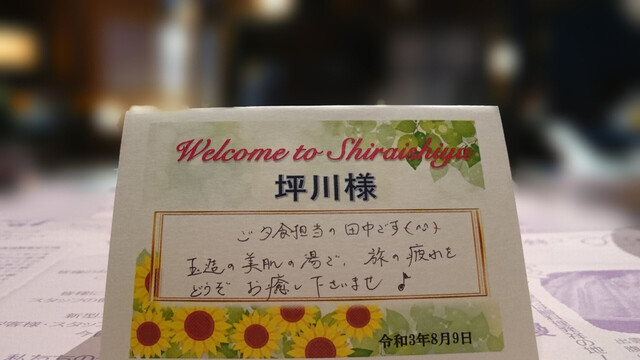 Welcome to Shiraishiya
坪川様
ご夕食担当の田中です(^^)
玉造の美肌の湯で、旅の疲れを
どうぞ お癒し下さいませ♪
令和3年8月9日